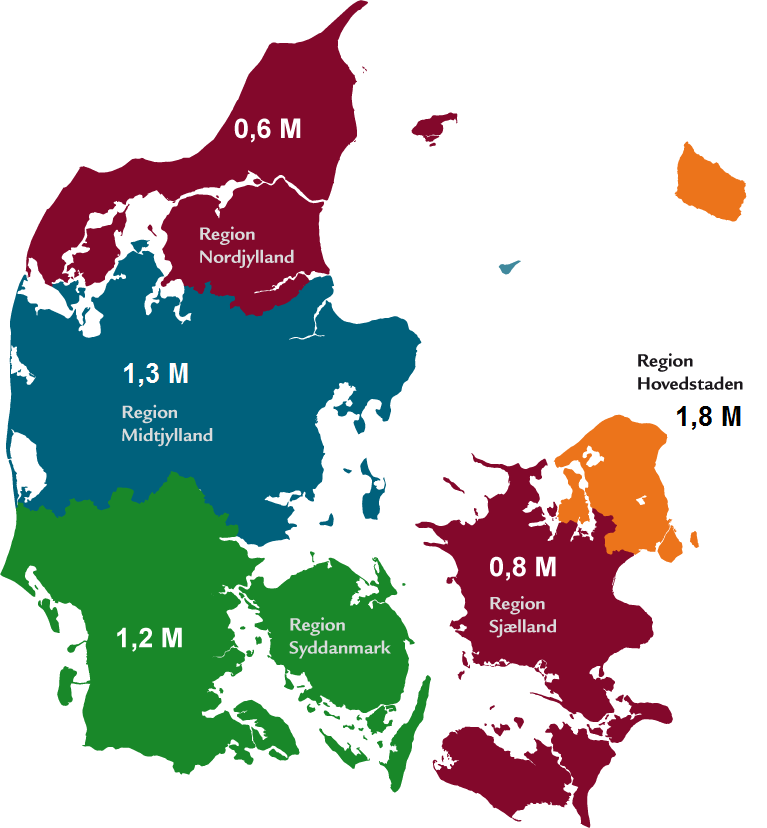 0,6 M
Region
Nordjylland
1,3 M
Region
Midtjylland
Region
Hovedstaden
1,8 M
0,8 M
Region
Sjælland
1,2 M
Region
Syddanmark